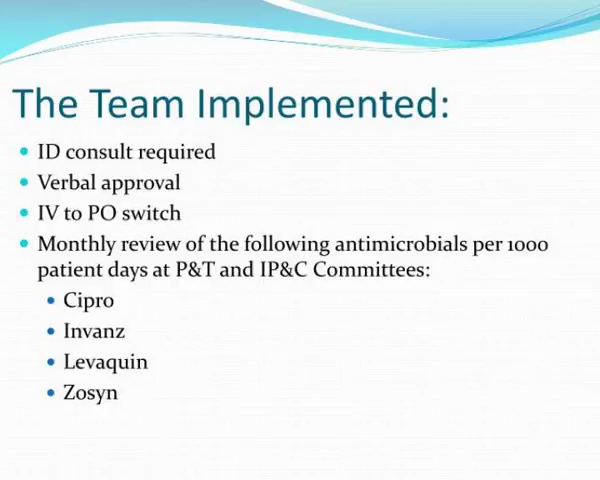 The Team Implemented:
ID consult required
Verbal approval
IV to PO switch
Monthly review of the following antimicrobials per 1000
patient days at P&T and IP&C Committees:
Cipro
Invanz
Levaquin
Zosyn